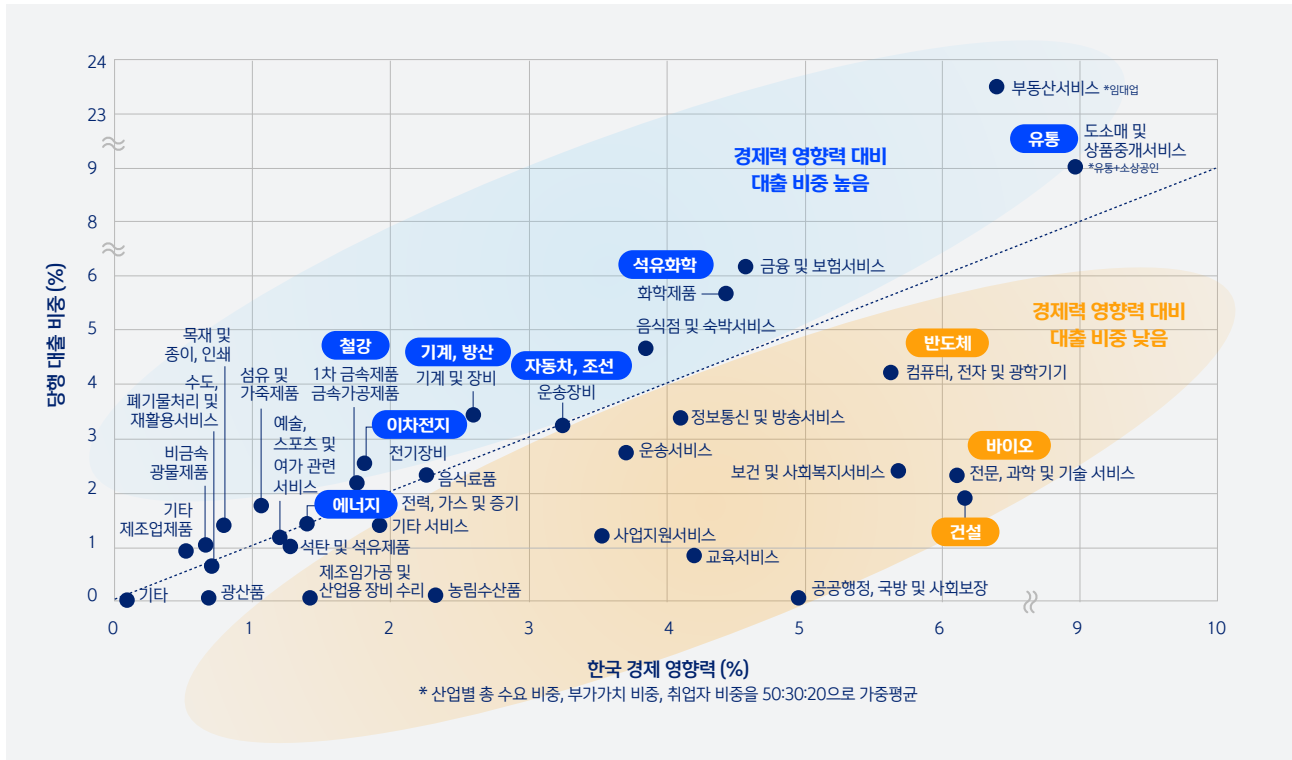 24
23
9
8
6
5
4
3
2
1
0
당행 대출 비중 (%)
부동산서비스 *임대업
유통
도소매 및
상품중개서비스
*유통+소상공인
경제력 영향력 대비
대출 비중 높음
석유화학
금융 및 보험서비스
화학제품
음식점 및 숙박서비스
경제력 영향력 대비
대출 비중 낮음
반도체
컴퓨터, 전자 및 광학기기
목재 및
종이, 인쇄
철강
기계, 방산
자동차, 조선
수도,
폐기물처리 및
재활용서비스
섬유 및
가죽제품
1차 금속제품
금속가공제품
기계 및 장비
운송장비
예술,
스포츠 및
여가 관련
서비스
이차전지
전기장비
정보통신 및 방송서비스
운송서비스
바이오
비금속
광물제품
음식료품
보건 및 사회복지서비스
전문, 과학 및 기술 서비스
에너지
전력, 가스 및 증기
기타
제조업제품
기타 서비스
건설
석탄 및 석유제품
사업지원서비스
교육서비스
제조임가공 및
산업용 장비 수리
기타
광산품
농림수산품
공공행정, 국방 및 사회보장
0
1
2
3
4
5
6
9
10
한국 경제 영향력 (%)
* 산업별 총 수요 비중, 부가가치 비중, 취업자 비중을 50:30:20으로 가중평균